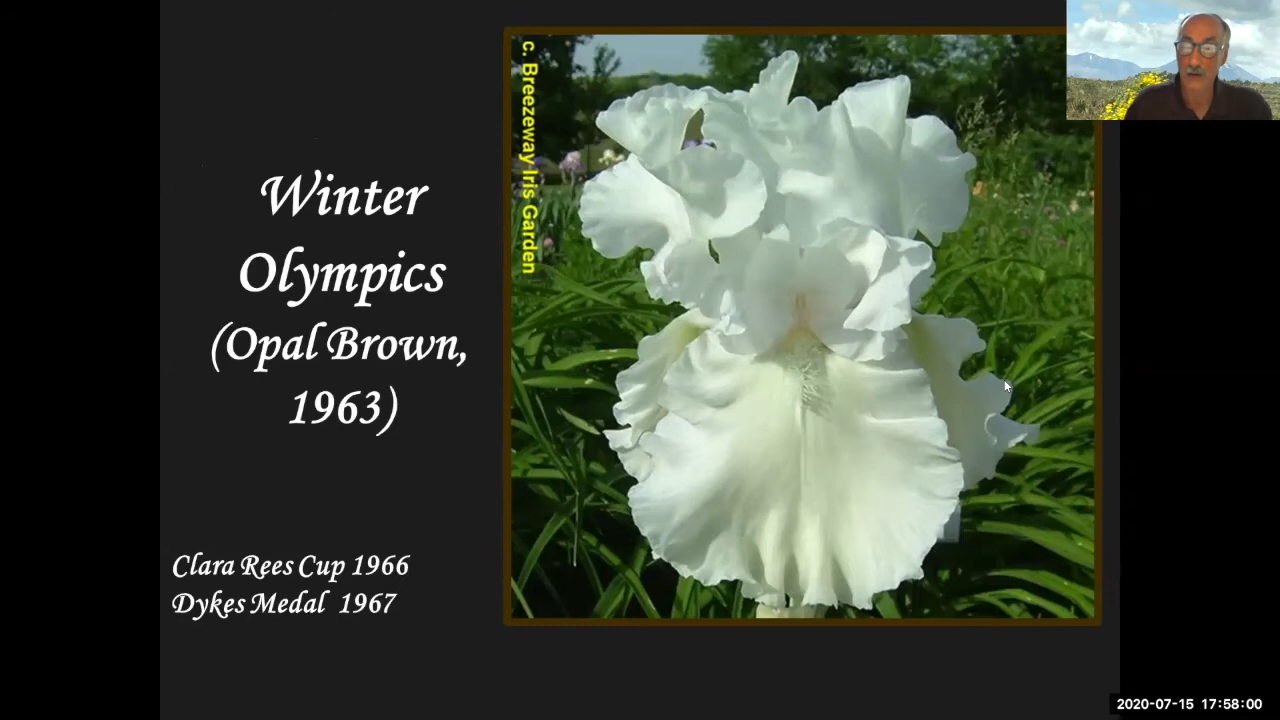 Winter
Olympics
(Opal Brown,
1963)
Clara Rees Cup 1966
Dykes Medal 1967
c. Breezeway Iris Garden
2020-07-15 17:58:00